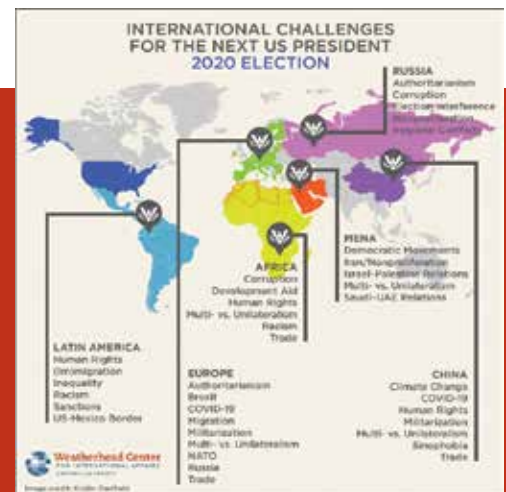 INTERNATIONAL CHALLENGES
FOR THE NEXT US PRESIDENT
2020 ELECTION
RUSSIA
Authoritarianism
Corruption
Election Interference
MENA
Democratic Movements
Iran/Nonproliferation
Israel-Palestine Relations
Multi- vs. Unilateralism
Saudi-UAE Relations
AFRICA
Corruption
Development Aid
Human Rights
Multi- vs. Unilateralism
Racism
Trade
LATIN AMERICA
Human Rights
(Im)migration
Inequality
Racism
Sanctions
US-Mexico Border
EUROPE
Authoritarianism
Brexit
COVID-19
Migration
Militarization
Multi- vs. Unilateralism
NATO
Russia
Trade
CHINA
Climate Change
COVID-19
Human Rights
Militarization
Multi- vs. Unilateralism
Sinophobia
Trade
Weatherhead Center
FOR INTERNATIONAL AFFAIRS